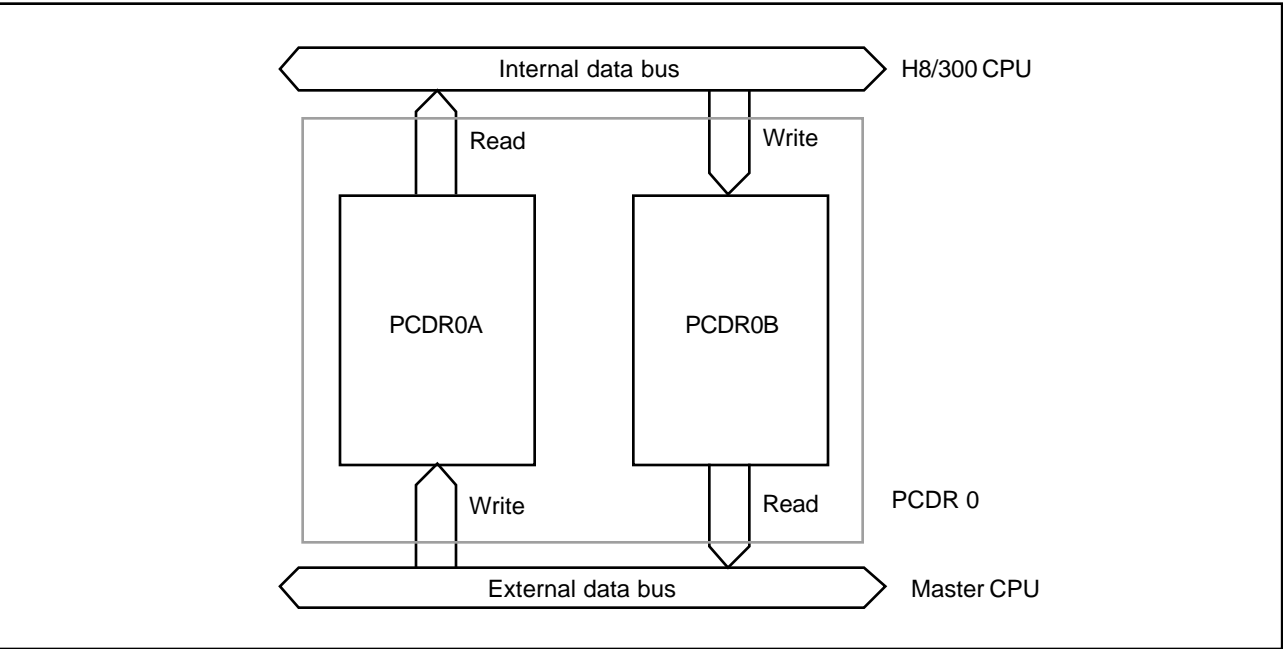 Internal data bus
H8/300 CPU
Read
Write
PCDR0A
PCDR0B
Write
Read
PCDR 0
External data bus
Master CPU